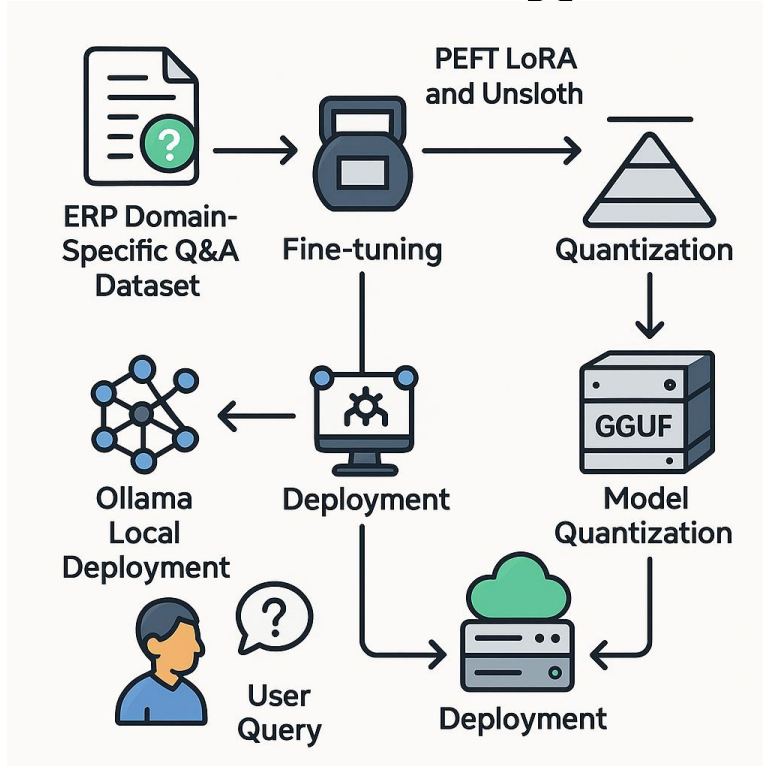 PEFT LoRA
and Unsloth
?
ERP Domain-
Specific Q&A
Dataset
Fine-tuning
Quantization
GGUF
Ollama
Local
Deployment
Deployment
Model
Quantization
?
User
Query
Deployment